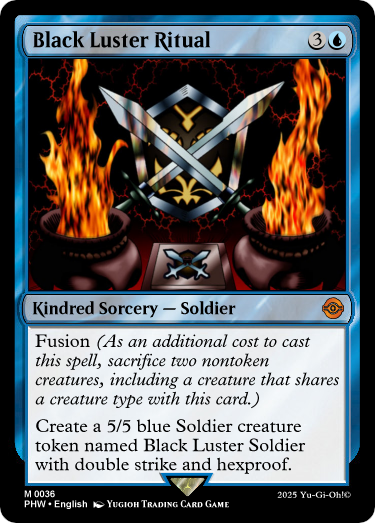 Black Luster Ritual 3
Kindred Sorcery — Soldier
Fusion (As an additional cost to cast
this spell, sacrifice two nontoken
creatures, including a creature that shares
a creature type with this card.)
Create a 5/5 blue Soldier creature
token named Black Luster Soldier
with double strike and hexproof.
M 0036
PHW • English Yugioh Trading Card Game
2025 Yu-Gi-Oh!©